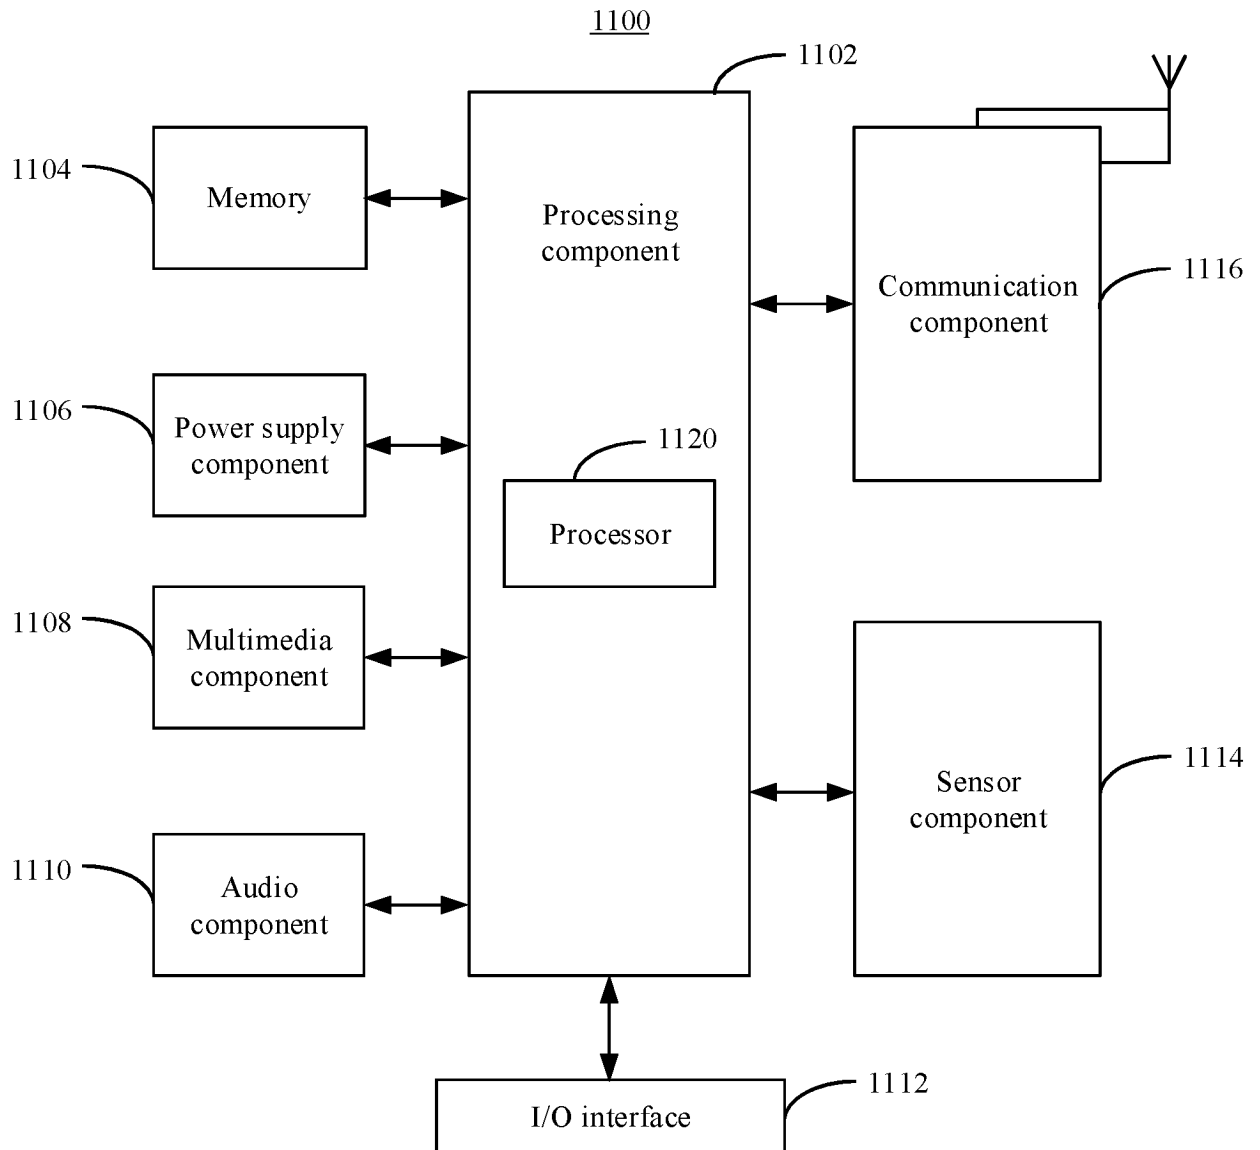 1100
1102
1104
Memory
Processing
component
Communication
component
1116
1106
Power supply
component
1120
Processor
1108
Multimedia
component
Sensor
component
1114
1110
Audio
component
I/O interface
1112